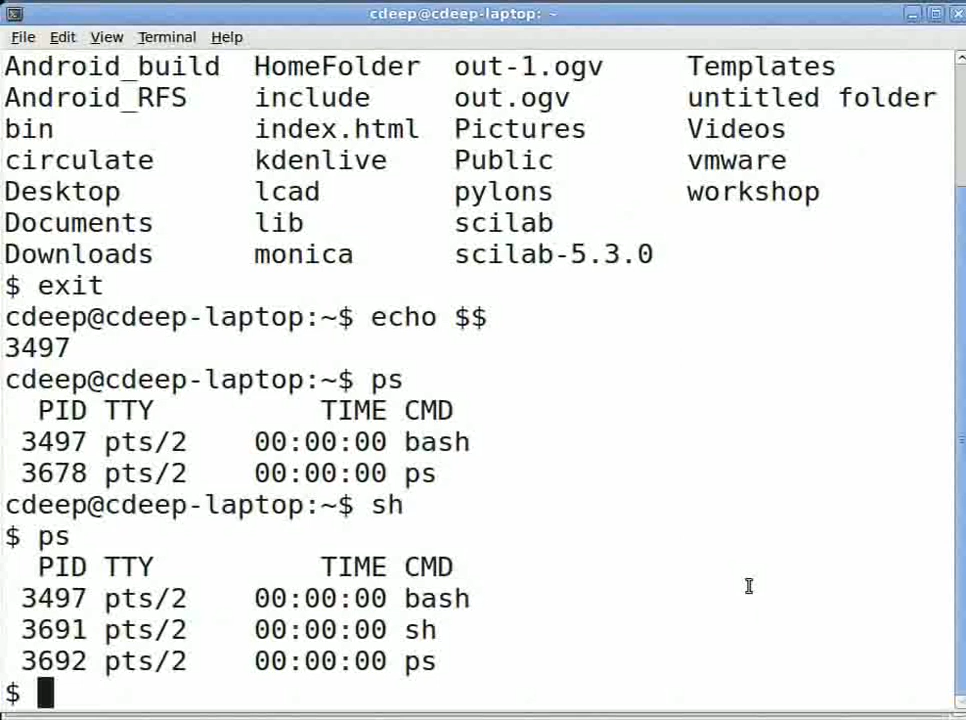 cdeep@cdeep-laptop: ~
File Edit View Terminal Help
Android_build HomeFolder out-1.ogv Templates
Android_RFS include out.ogv untitled folder
bin index.html Pictures Videos
circulate kdenlive Public vmware
Desktop lcad pylons workshop
Documents lib scilab
Downloads monica scilab-5.3.0
$ exit
cdeep@cdeep-laptop:~$ echo $$
3497
cdeep@cdeep-laptop:~$ ps
PID TTY TIME CMD
3497 pts/2 00:00:00 bash
3678 pts/2 00:00:00 ps
cdeep@cdeep-laptop:~$ sh
$ ps
PID TTY TIME CMD
3497 pts/2 00:00:00 bash
3691 pts/2 00:00:00 sh
3692 pts/2 00:00:00 ps
$